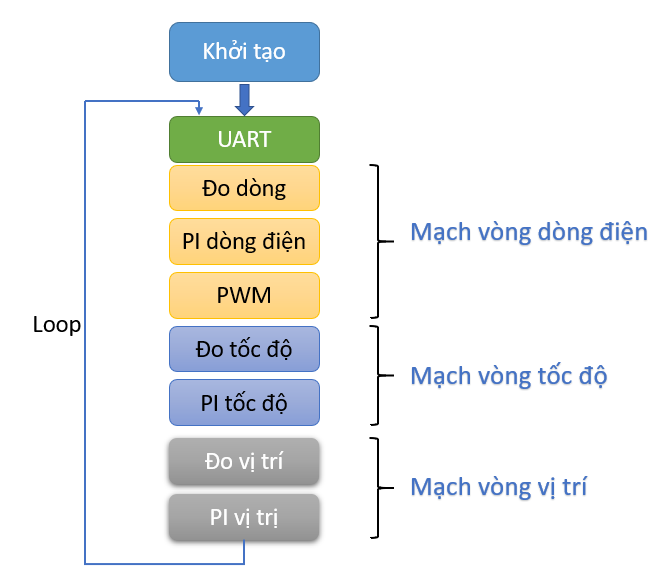 Khởi tạo
UART
Đo dòng
PI dòng điện
PWM
Mạch vòng dòng điện
Loop
Đo tốc độ
PI tốc độ
Mạch vòng tốc độ
Đo vị trí
PI vị trị
Mạch vòng vị trí